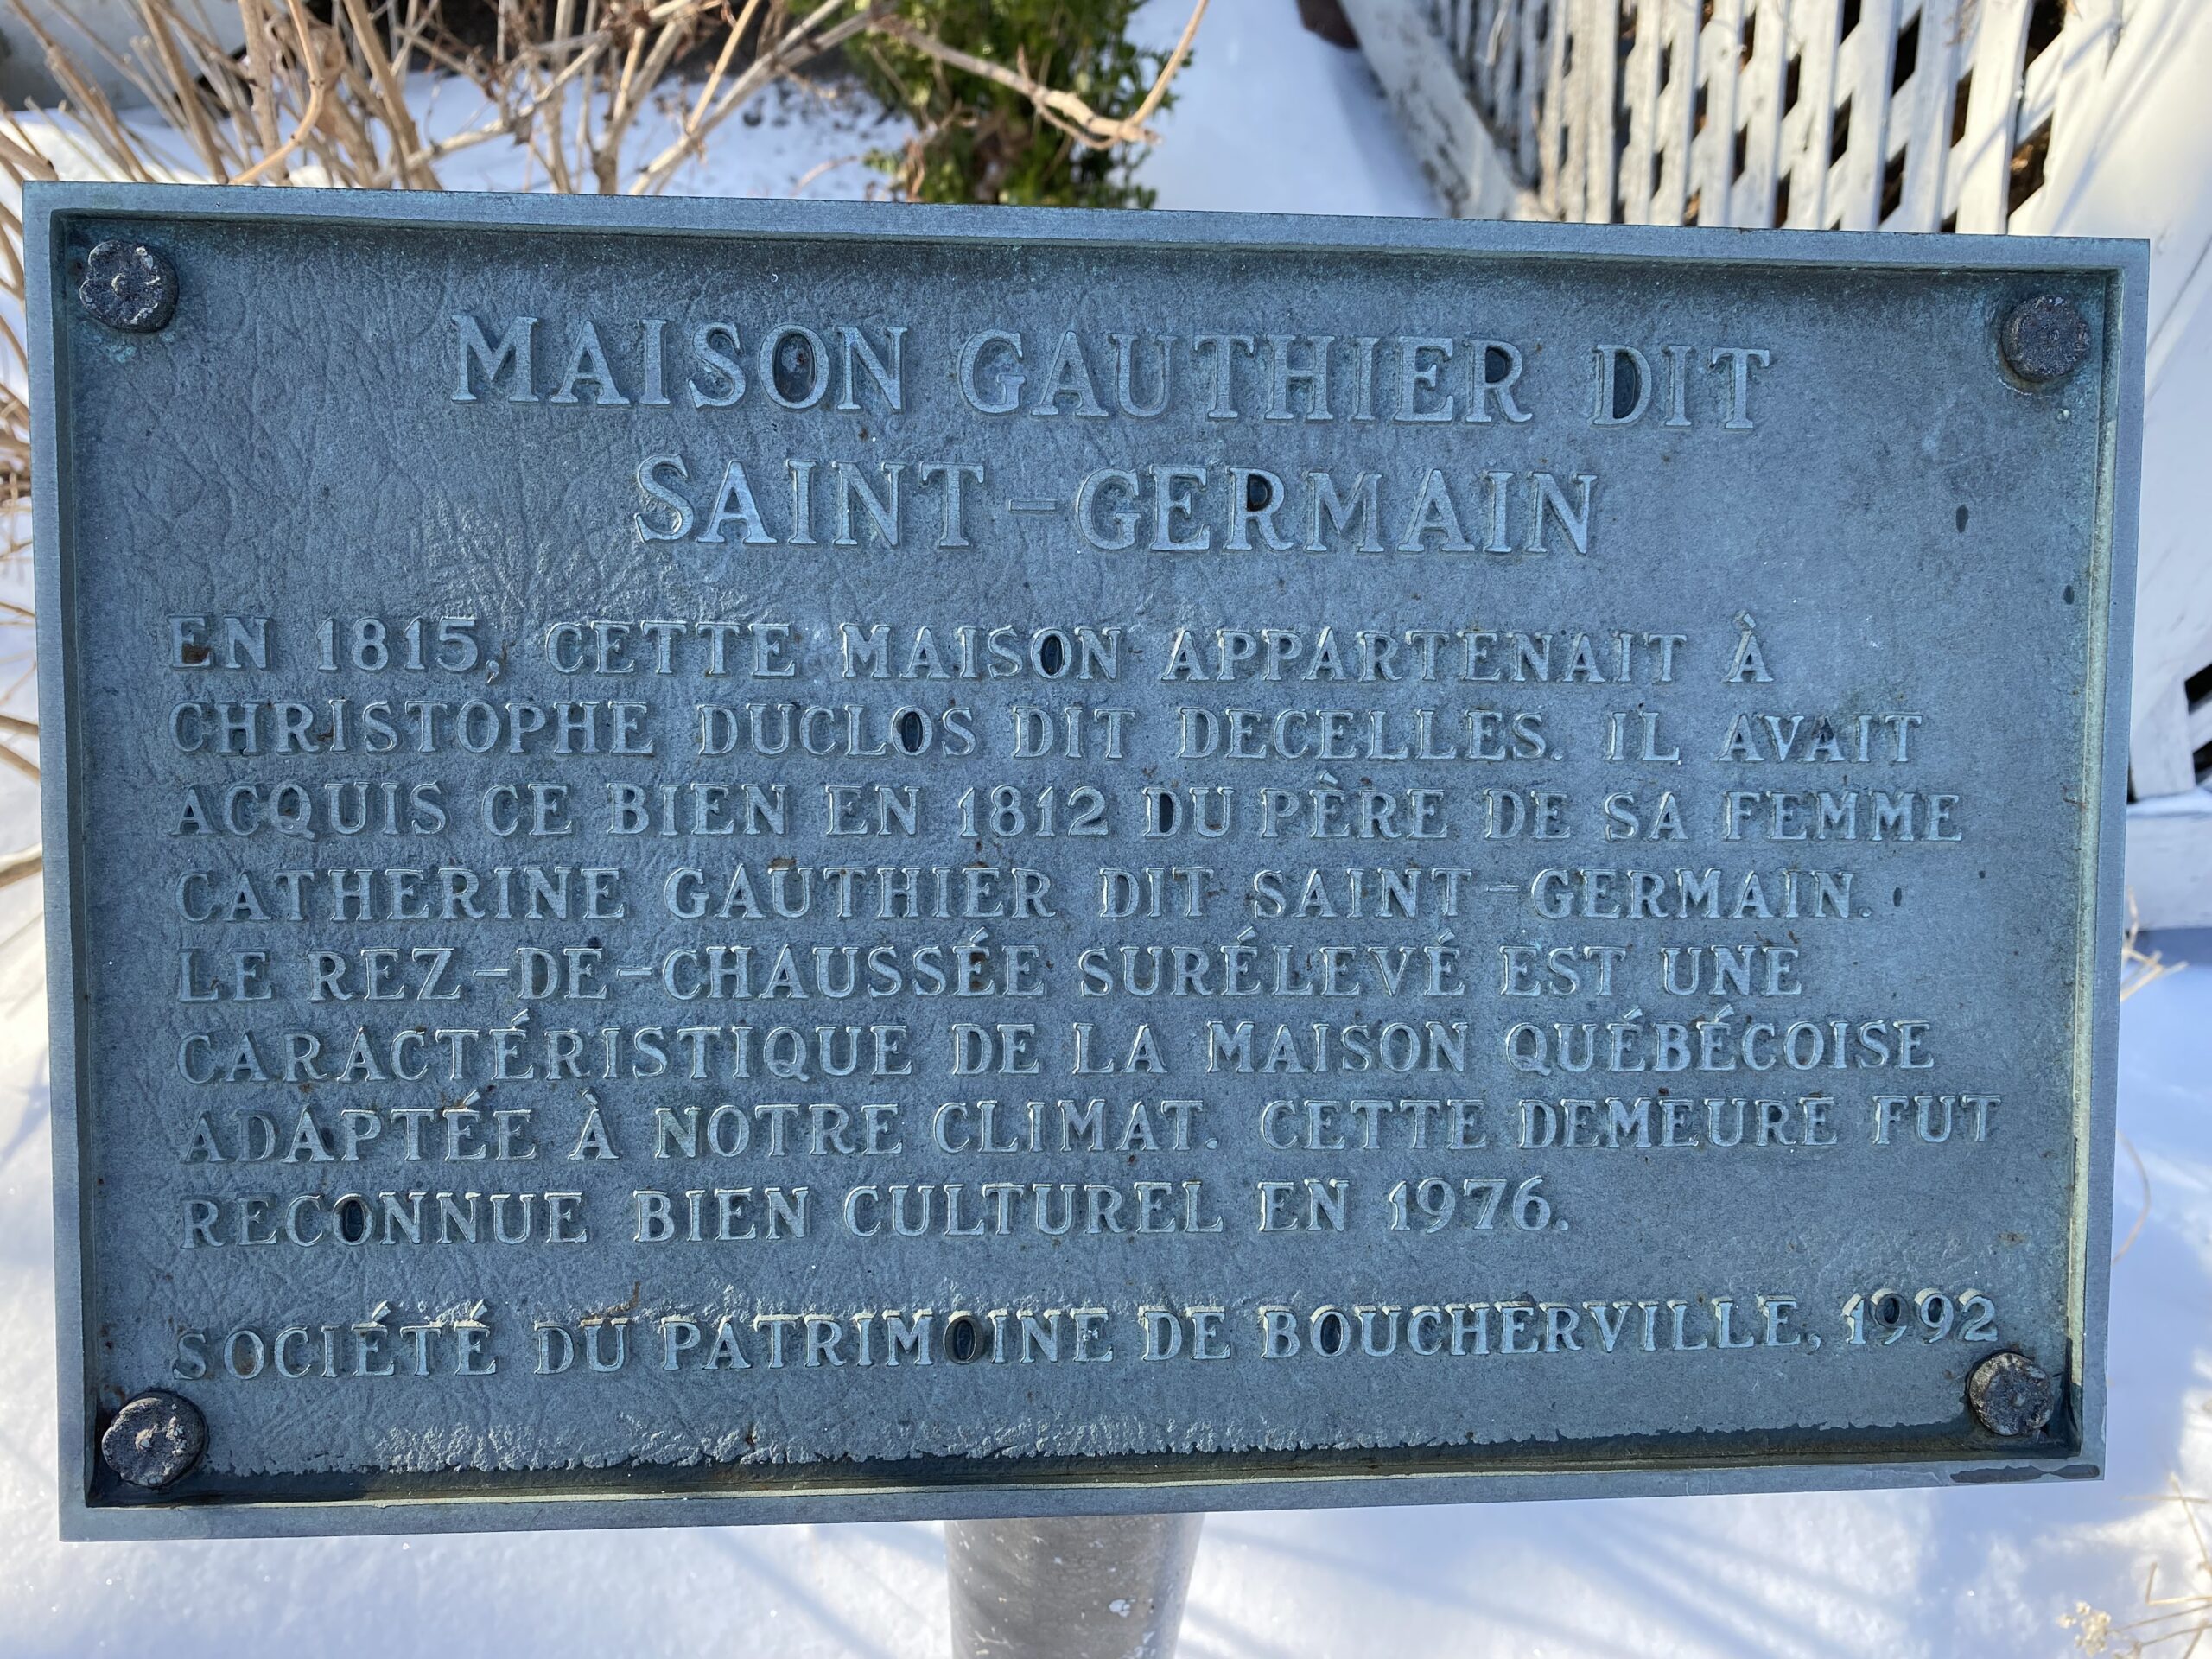 MAISON GAUTHIER DIT
SAINT-GERMAIN
EN 1815, CETTE MAISON APPARTENAIT À
CHRISTOPHE DUCLOS DIT DECELLES. IL AVAIT
ACQUIS CE BIEN EN 1812 DU PÈRE DE SA FEMME
CATHERINE GAUTHIER DIT SAINT-GERMAIN.
LE REZ-DE-CHAUSSÉE SURÉLEVÉ EST UNE
CARACTÉRISTIQUE DE LA MAISON QUÉBÉCOISE
ADAPTÉE À NOTRE CLIMAT. CETTE DEMEURE FUT
RECONNUE BIEN CULTUREL EN 1976.
SOCIÉTÉ DU PATRIMOINE DE BOUCHERVILLE, 1992